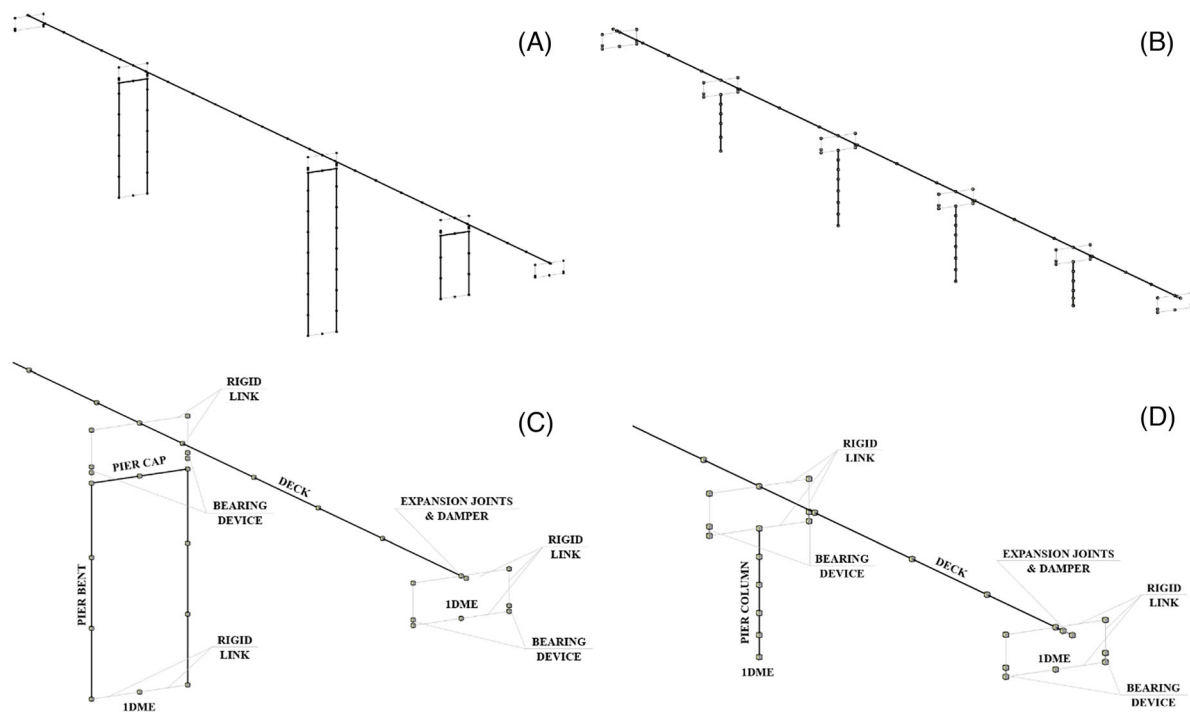 (A)
(B)
(C)
RIGID
LINK
PIER CAP
DECK
BEARING
DEVICE
EXPANSION JOINTS
& DAMPER
RIGID
LINK
PIER BENT
1DME
BEARING
DEVICE
RIGID
LINK
1DME
(D)
RIGID
LINK
BEARING
DEVICE
DECK
EXPANSION JOINTS
& DAMPER
RIGID
LINK
PIER COLUMN
1DME
1DME
BEARING
DEVICE